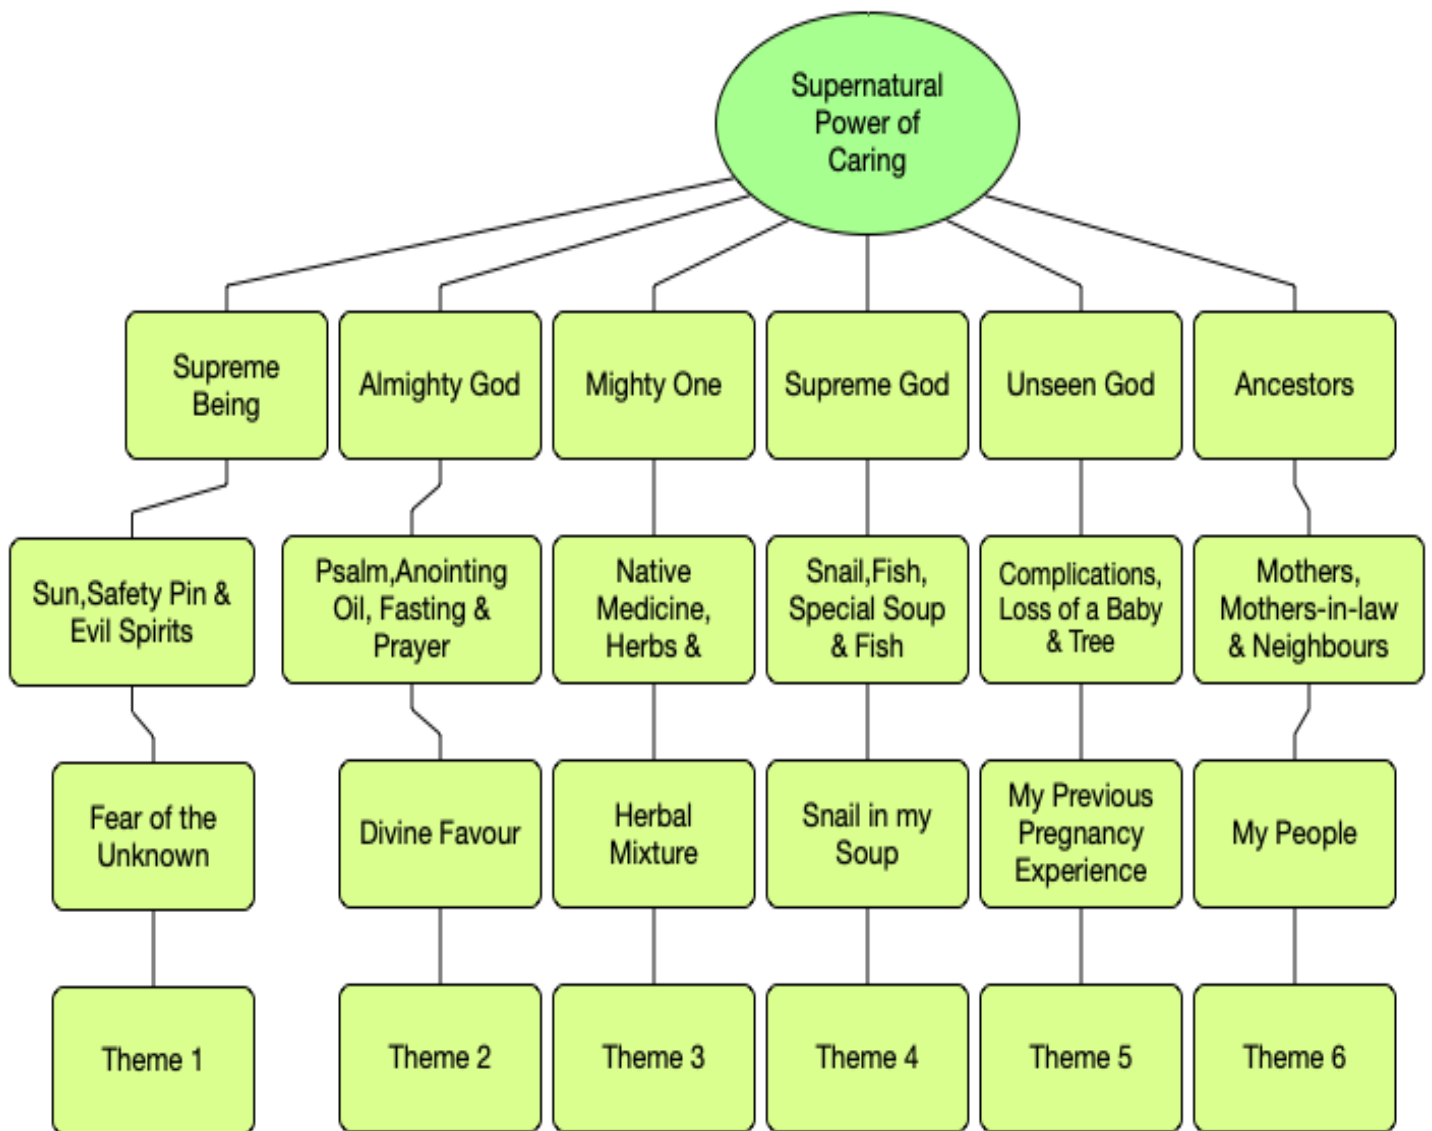 Supernatural
Power of
Caring
Supreme
Being
Almighty God
Mighty One
Supreme God
Unseen God
Ancestors
Sun,Safety Pin &
Evil Spirits
Psalm,Anointing
Oil, Fasting &
Prayer
Native
Medicine,
Herbs &
Snail,Fish,
Special Soup
& Fish
Complications,
Loss of a Baby
& Tree
Mothers,
Mothers-in-law
& Neighbours
Fear of the
Unknown
Divine Favour
Herbal
Mixture
Snail in my
Soup
My Previous
Pregnancy
Experience
My People
Theme 1
Theme 2
Theme 3
Theme 4
Theme 5
Theme 6